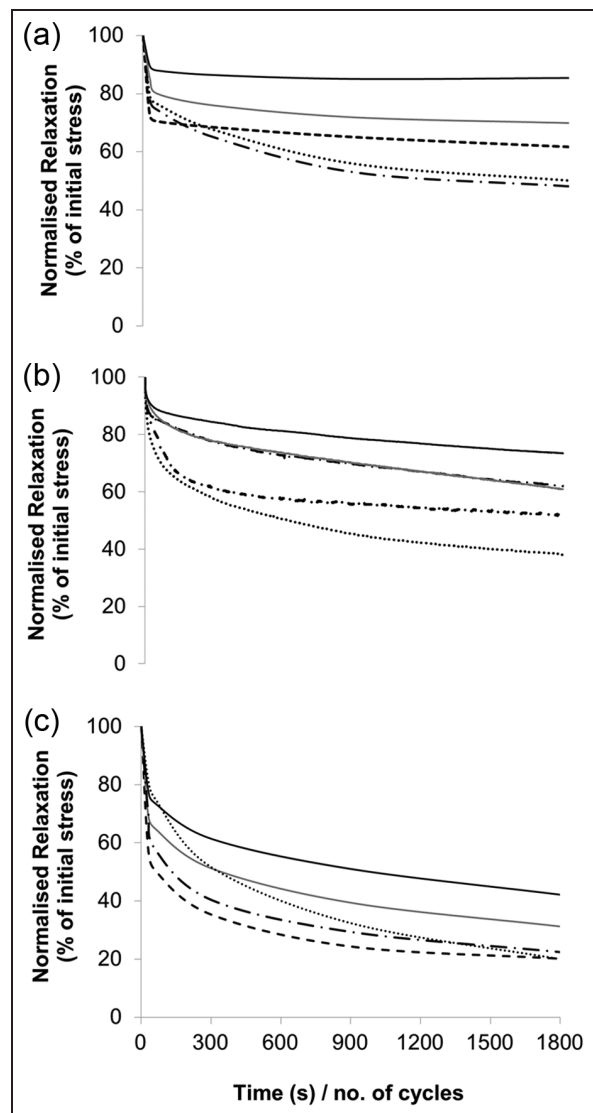 (a)
Normalised Relaxation
(% of initial stress)
100
80
60
40
20
0
(b)
Normalised Relaxation
(% of initial stress)
100
80
60
40
20
0
(c)
Normalised Relaxation
(% of initial stress)
100
80
60
40
20
0
0 300 600 900 1200 1500 1800
Time (s) / no. of cycles